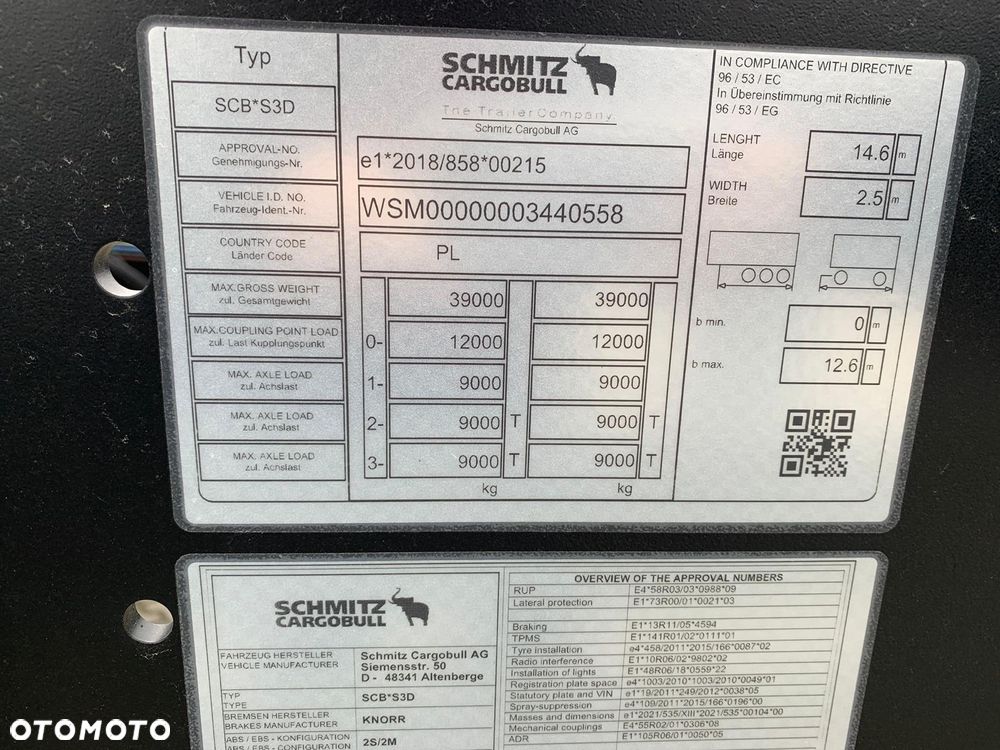 Typ
SCB*S3D
APPROVAL-NO.
Genehmigungs-Nr.
VEHICLE I.D. NO.
Fahrzeug-Ident.-Nr.
COUNTRY CODE
Länder Code
MAX.GROSS WEIGHT
zul. Gesamtgewicht
MAX.COUPLING POINT LOAD
zul. Last Kupplungspunkt
MAX. AXLE LOAD
zul. Achslast
MAX. AXLE LOAD
zul. Achslast
MAX. AXLE LOAD
zul. Achslast
SCHMITZ
CARGOBULL
The Trailer Company
Schmitz Cargobull AG
e1*2018/858*00215
WSM00000003440558
PL
39000 39000
0- 12000 12000
1- 9000 9000
2- 9000 T 9000 T
3- 9000 T 9000 T
kg kg
IN COMPLIANCE WITH DIRECTIVE
96 / 53 / EC
In Übereinstimmung mit Richtlinie
96 / 53 / EG
LENGHT
Länge
14.6 m
WIDTH
Breite
2.5 m
b min. 0 m
b max. 12.6 m
SCHMITZ
CARGOBULL
FAHRZEUG HERSTELLER
VEHICLE MANUFACTURER
Schmitz Cargobull AG
Siemensstr. 50
D - 48341 Altenberge
TYP
TYPE
SCB*S3D
BREMSEN HERSTELLER
BRAKES MANUFACTURER
KNORR
ABS / EBS - KONFIGURATION
ABS / EBS - CONFIGURATION
2S/2M
OVERVIEW OF THE APPROVAL NUMBERS
RUP E4*58R03/03*0988*09
Lateral protection E1*73R00/01*0021*03
Braking E1*13R11/05*4594
TPMS E1*141R01/02*0111*01
Tyre installation e4*458/2011*2015/166*0087*02
Radio interference E1*10R06/02*9802*02
Installation of lights E1*48R06/18*0559*22
Registration plate space e4*1003/2010*1003/2010*0049*01
Statutory plate and VIN e1*19/2011*249/2012*0038*05
Spray-suppression e4*109/2011*2015/166*0196*00
Masses and dimensions e1*2021/535/XIII*2021/535*00104*00
Mechanical couplings E4*55R02/01*0306*08
ADR E1*105R06/01*0050*05
OTOMOTO